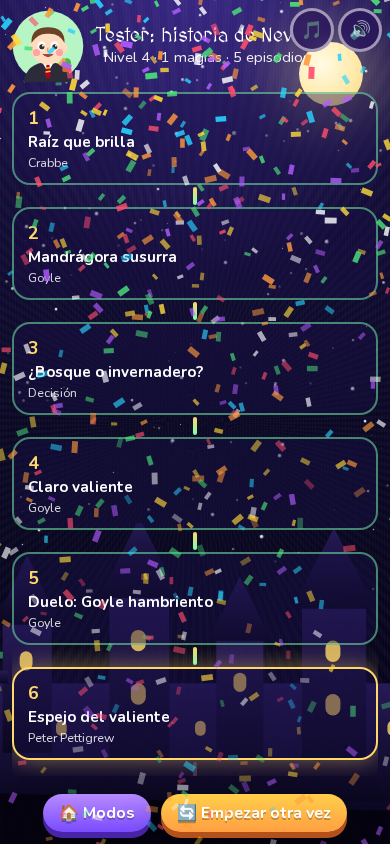 Tester: historia de Nev
Nivel 4 · 1 magias · 5 episodio
1
Raíz que brilla
Crabbe
2
Mandrágora susurra
Goyle
3
¿Bosque o invernadero?
Decisión
4
Claro valiente
Goyle
5
Duelo: Goyle hambriento
Goyle
6
Espejo del valiente
Peter Pettigrew
Modos
Empezar otra vez